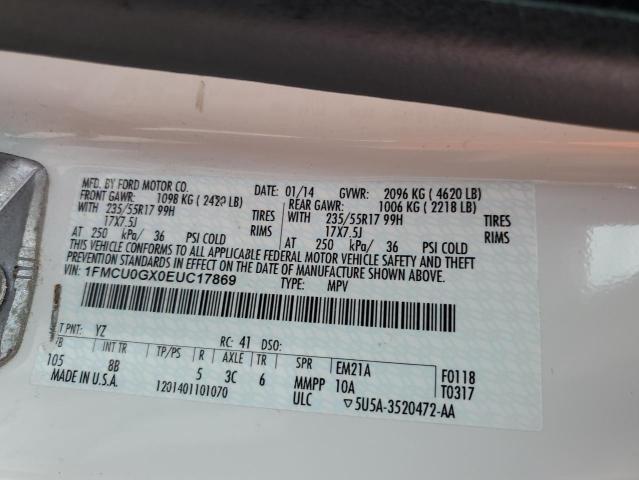 MFD. BY FORD MOTOR CO.
DATE: 01/14 GVWR: 2096 KG ( 4620 LB)
FRONT GAWR: 1098 KG ( LB) REAR GAWR: 1006 KG ( 2218 LB)
WITH 235/55R17 99H TIRES WITH 235/55R17 99H TIRES
17X7.5J RIMS 17X7.5J RIMS
AT 250 kPa/ 36 PSI COLD AT 250 kPa/ 36 PSI COLD
THIS VEHICLE CONFORMS TO ALL APPLICABLE FEDERAL MOTOR VEHICLE SAFETY AND THEFT
PREVENTION STANDARDS IN EFFECT ON THE DATE OF MANUFACTURE SHOWN ABOVE.
VIN: 1FMCU0GX0EUC17869 TYPE: MPV
T PNT: YZ RC: 41 DSO:
INT TR TP/PS R AXLE TR SPR EM21A F0118
105 8B 5 3C 6 MMPP 10A T0317
MADE IN U.S.A. 1201401101070 ULC ▽5U5A-3520472-AA